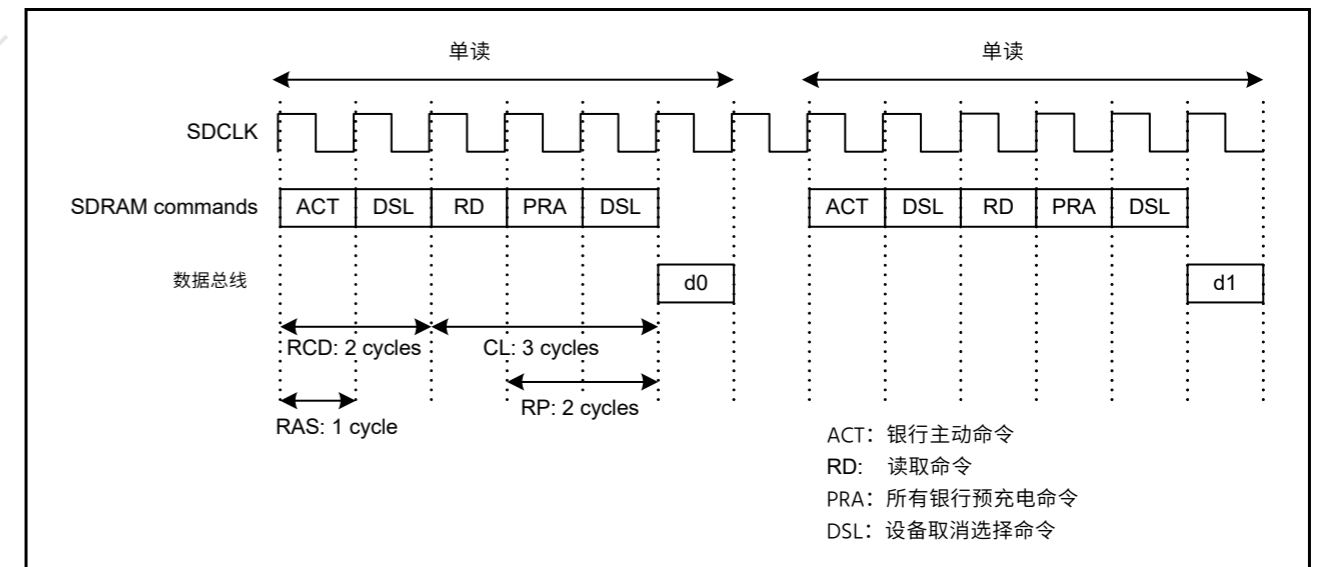 单读 单读
SDCLK
SDRAM commands ACT DSL RD PRA DSL ACT DSL RD PRA DSL
数据总线 d0 d1
RCD: 2 cycles CL: 3 cycles
RP: 2 cycles
RAS: 1 cycle
ACT：银行主动命令
RD: 读取命令
PRA：所有银行预充电命令
DSL：设备取消选择命令